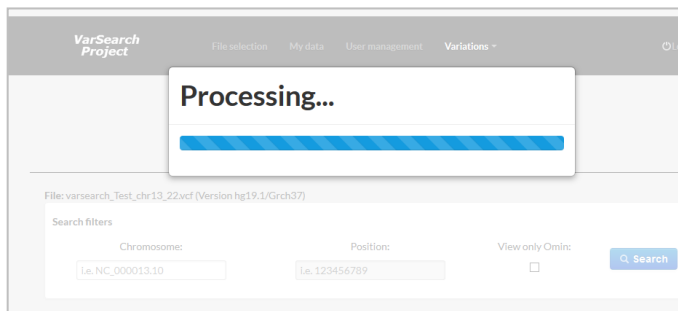 VarSearch
Project
File selection My data User management Variations
Processing...
File: varsearch_Test_chr13_22.vcf (Version hg19.1/Grch37)
Search filters
Chromosome: Position: View only Omin:
i.e. NC_000013.10 i.e. 123456789 Search